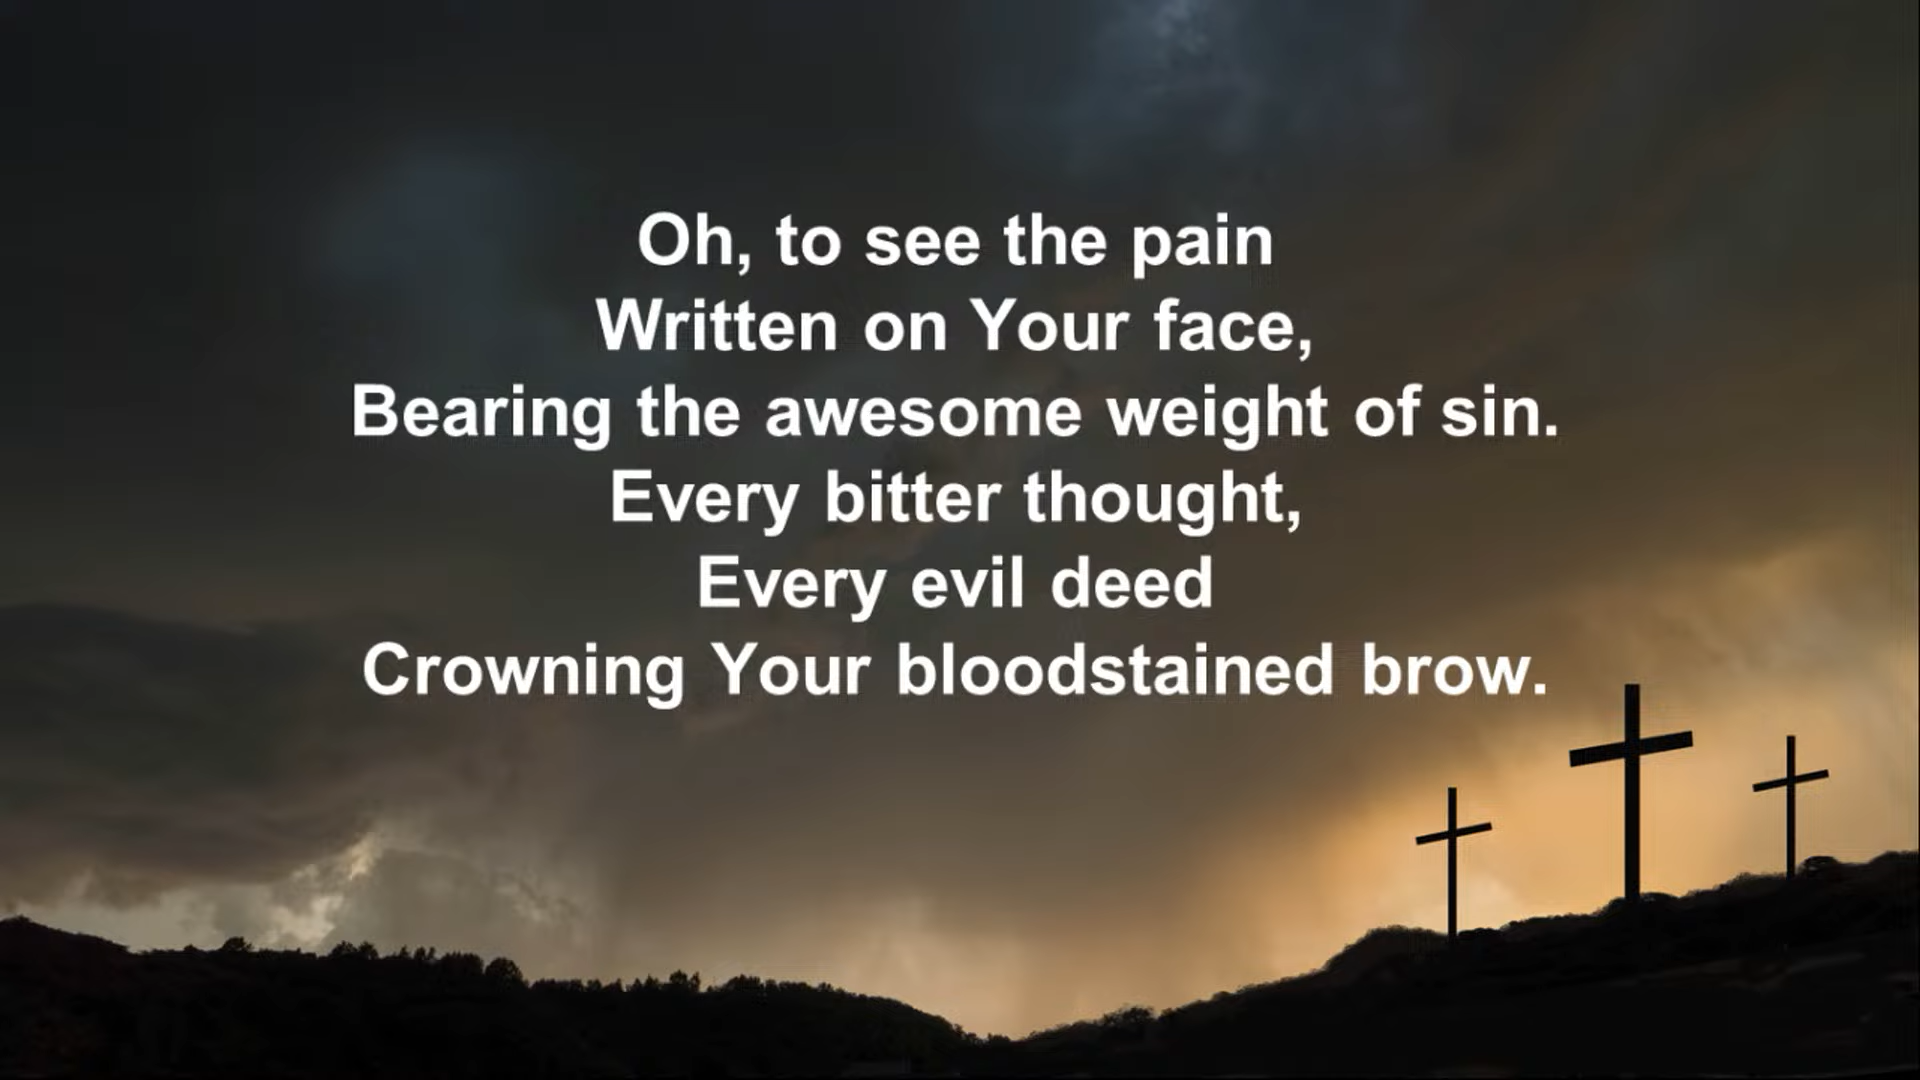 Oh, to see the pain
Written on Your face,
Bearing the awesome weight of sin.
Every bitter thought,
Every evil deed
Crowning Your bloodstained brow.